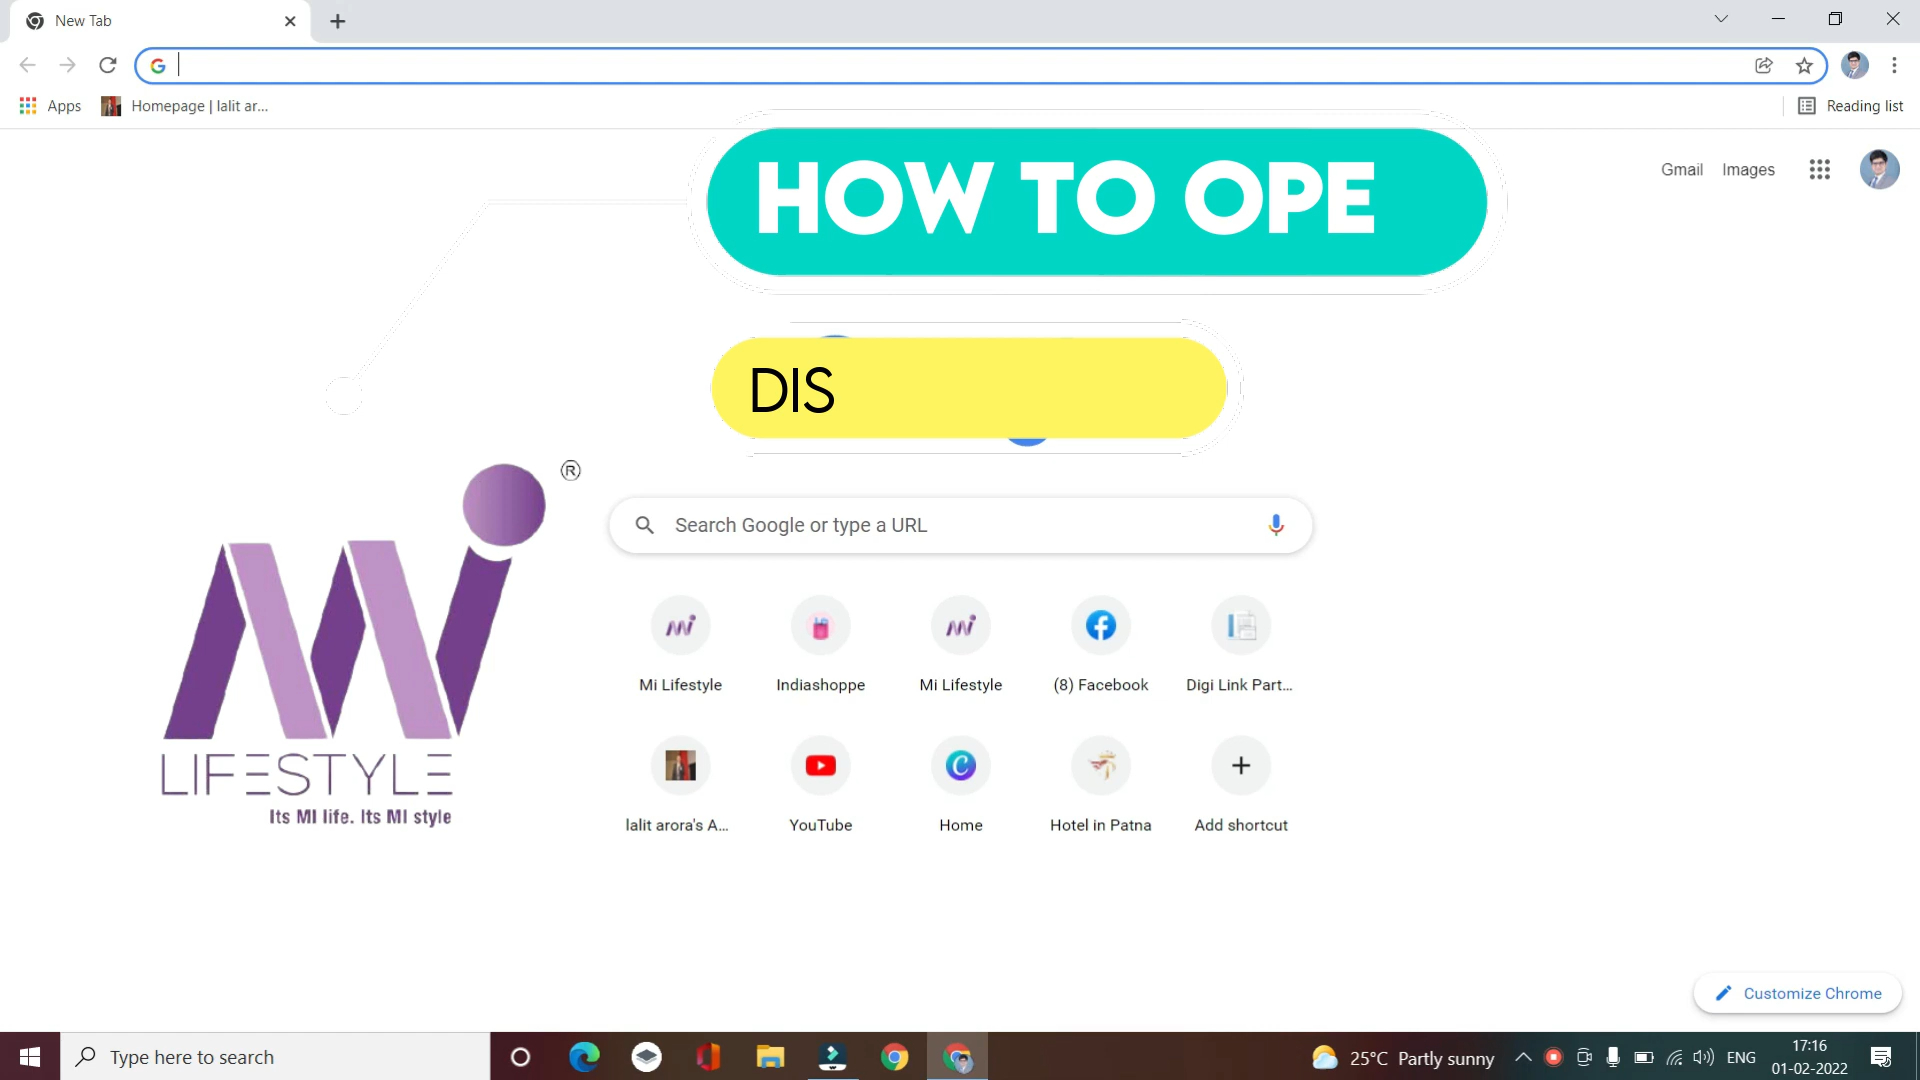 New Tab
Apps
Homepage | lalit ar...
Reading list
HOW TO OPE
Gmail Images
DIS
®
Search Google or type a URL
Mi Lifestyle
Indiashoppe
Mi Lifestyle
(8) Facebook
Digi Link Part...
LIFESTYLE
Its MI life. Its MI style
lalit arora's A...
YouTube
Home
Hotel in Patna
Add shortcut
Customize Chrome
Type here to search
25°C Partly sunny
ENG
17:16
01-02-2022